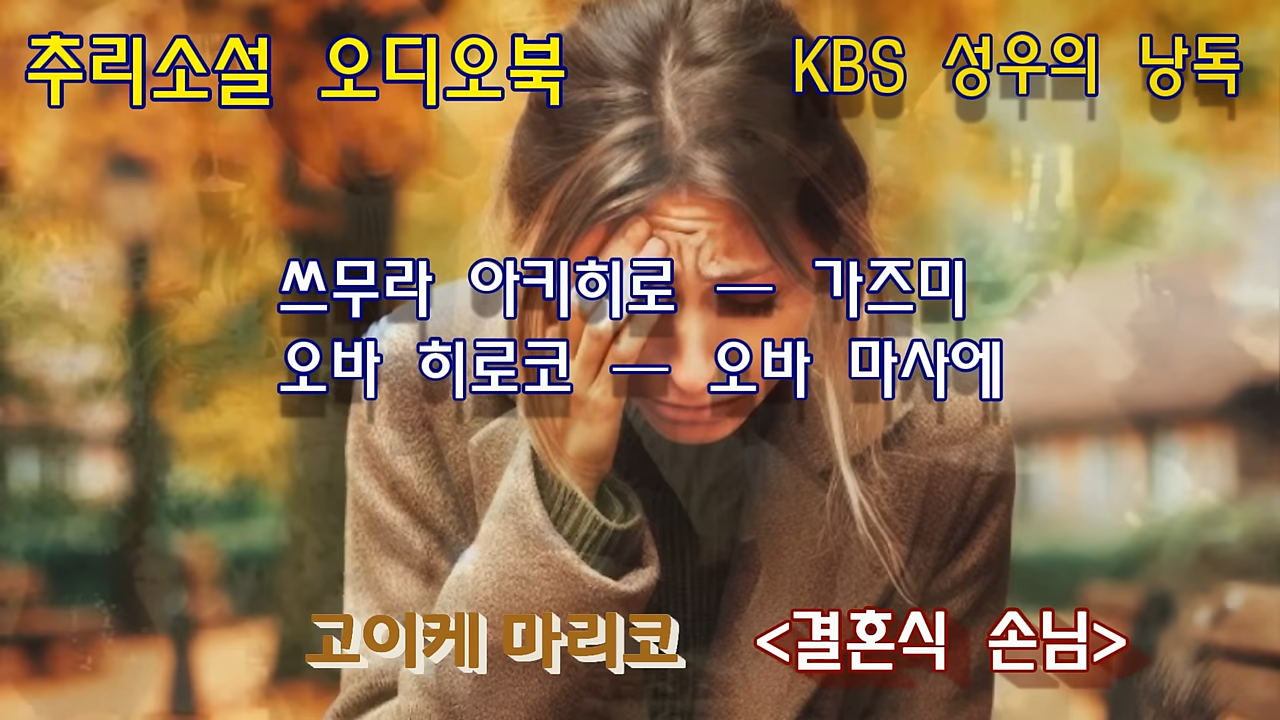 추리소설 오디오북
KBS 성우의 낭독
쓰무라 아키히로 — 가즈미
오바 히로코 — 오바 마사에
고이케 마리코
<결혼식 손님>